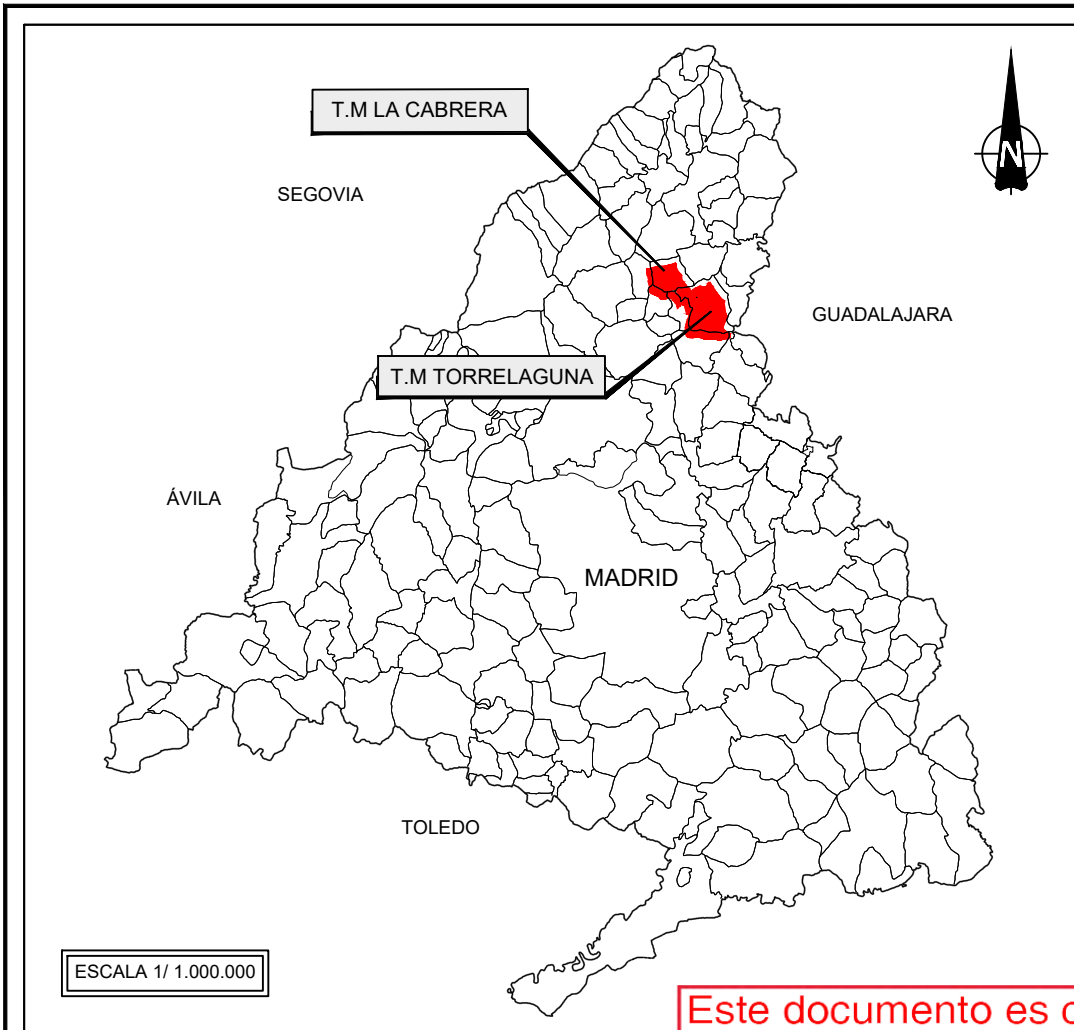 T.M LA CABRERA
N
SEGOVIA
GUADALAJARA
T.M TORRELAGUNA
ÁVILA
MADRID
TOLEDO
ESCALA 1/ 1.000.000
Este documento es